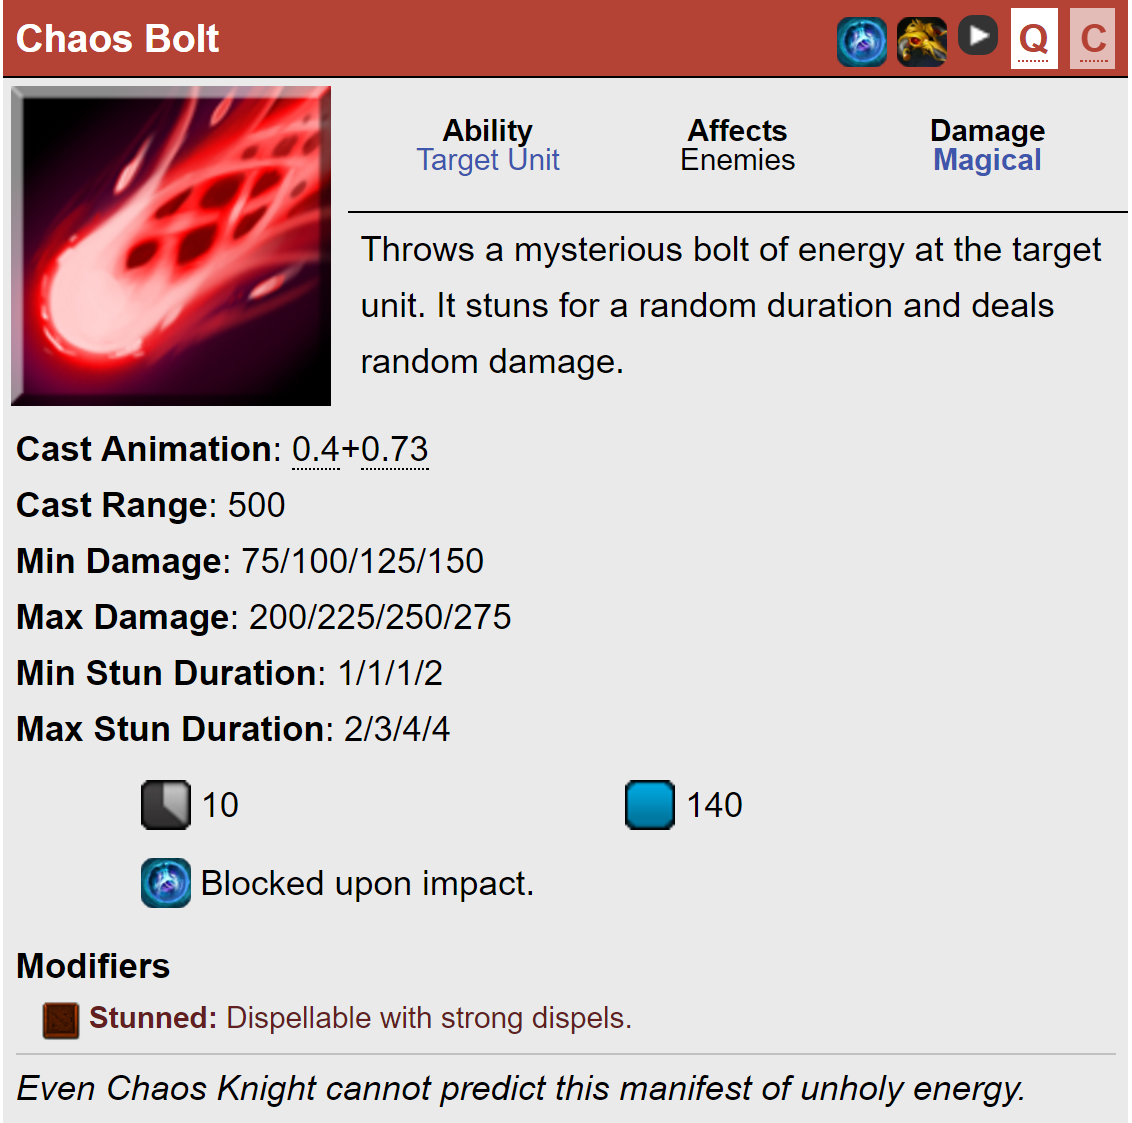 Chaos Bolt
Q C
Ability Affects Damage
Target Unit Enemies Magical
Throws a mysterious bolt of energy at the target
unit. It stuns for a random duration and deals
random damage.
Cast Animation: 0.4+0.73
Cast Range: 500
Min Damage: 75/100/125/150
Max Damage: 200/225/250/275
Min Stun Duration: 1/1/1/2
Max Stun Duration: 2/3/4/4
10 140
Blocked upon impact.
Modifiers
Stunned: Dispellable with strong dispels.
Even Chaos Knight cannot predict this manifest of unholy energy.